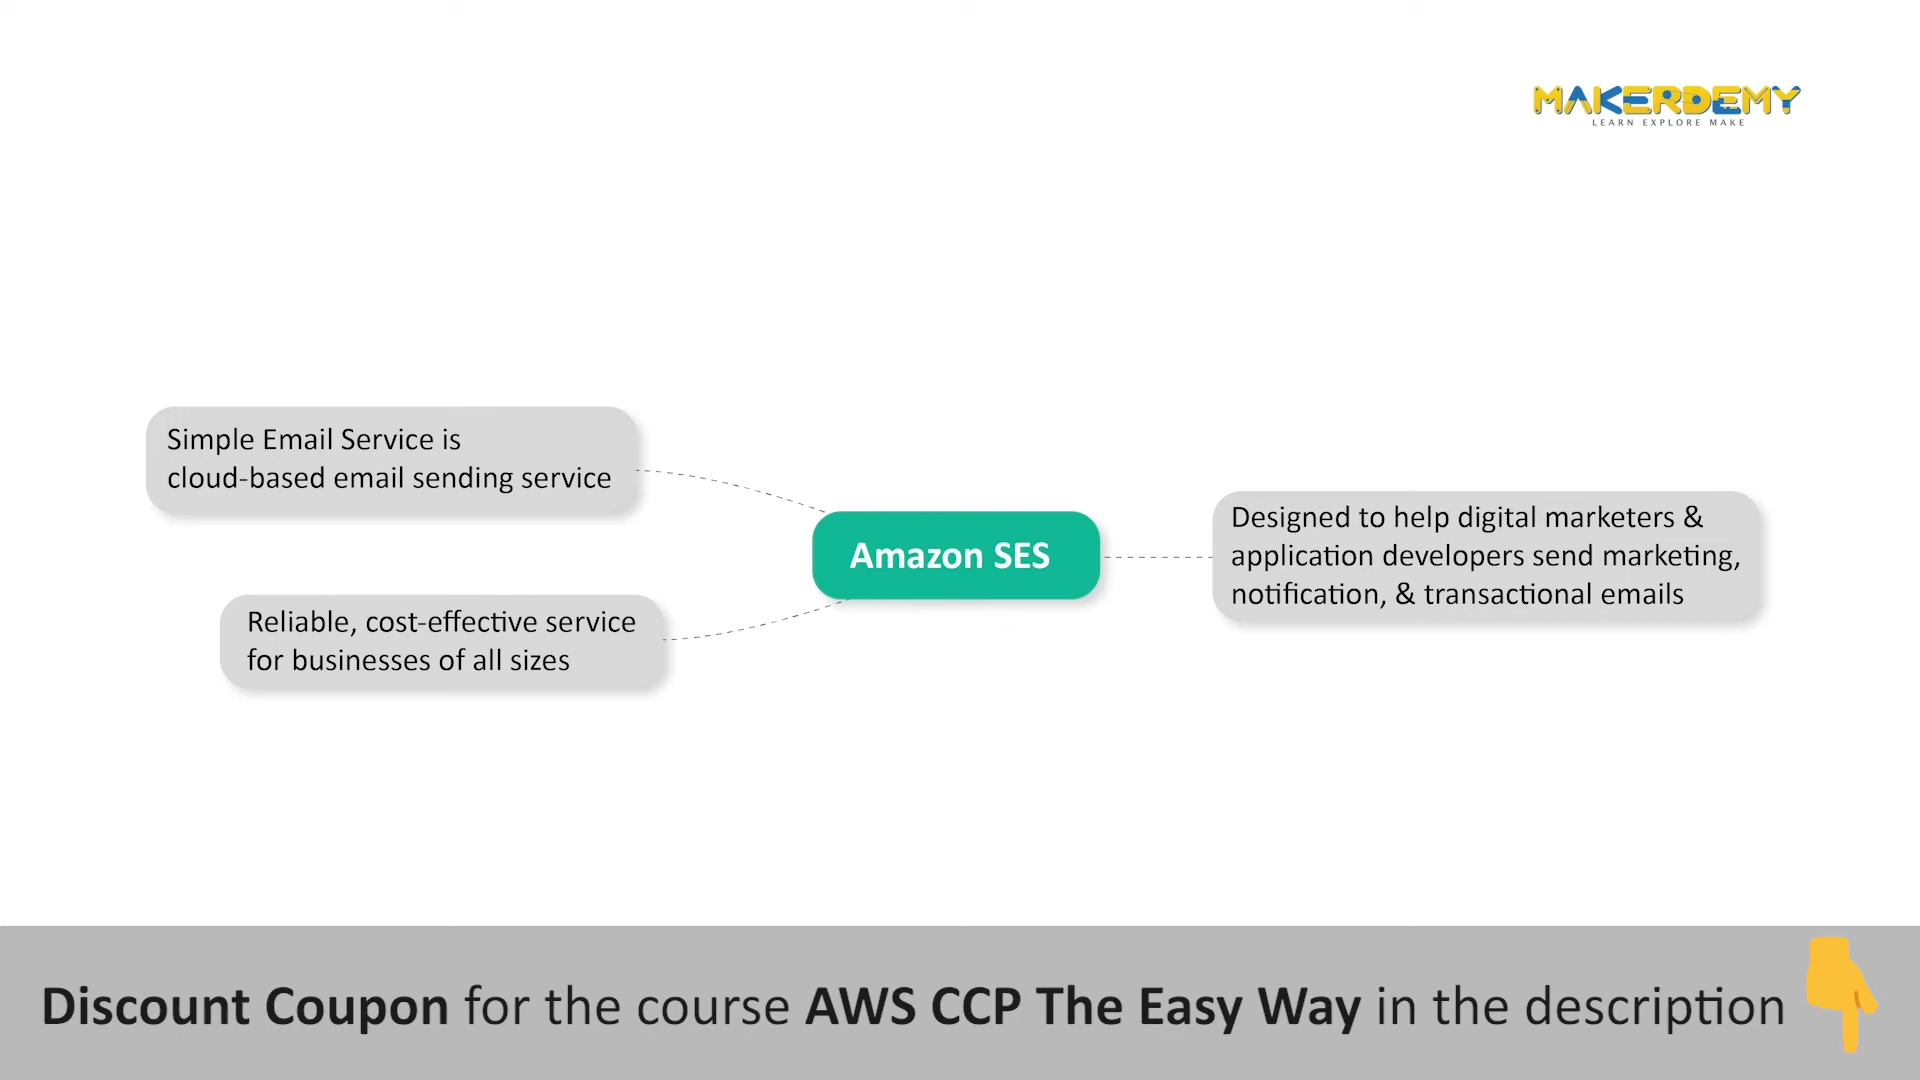 MAKERDEMY
LEARN EXPLORE MAKE
Simple Email Service is
cloud-based email sending service
Amazon SES
Designed to help digital marketers &
application developers send marketing,
notification, & transactional emails
Reliable, cost-effective service
for businesses of all sizes
Discount Coupon for the course AWS CCP The Easy Way in the description